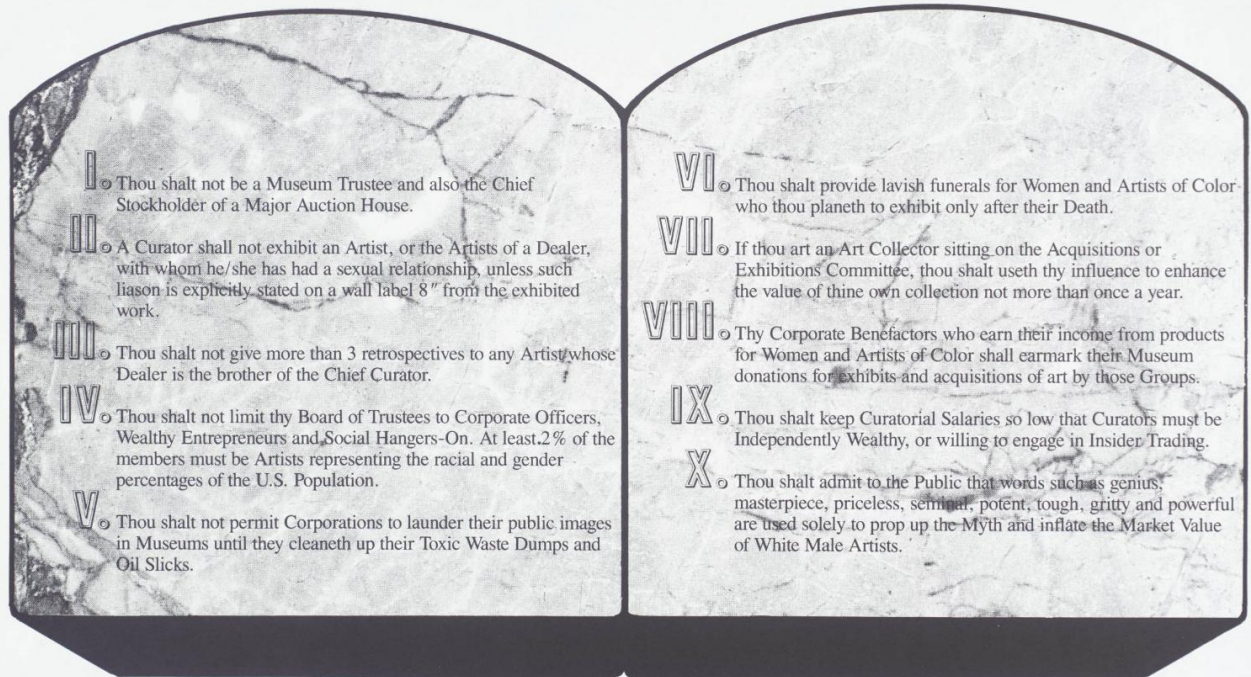 I. Thou shalt not be a Museum Trustee and also the Chief
Stockholder of a Major Auction House.
II. A Curator shall not exhibit an Artist, or the Artists of a Dealer,
with whom he/she has had a sexual relationship, unless such
liason is explicitly stated on a wall label 8″ from the exhibited
work.
III. Thou shalt not give more than 3 retrospectives to any Artist whose
Dealer is the brother of the Chief Curator.
IV. Thou shalt not limit thy Board of Trustees to Corporate Officers,
Wealthy Entrepreneurs and Social Hangers-On. At least .2% of the
members must be Artists representing the racial and gender
percentages of the U.S. Population.
V. Thou shalt not permit Corporations to launder their public images
in Museums until they cleaneth up their Toxic Waste Dumps and
Oil Slicks.
VI. Thou shalt provide lavish funerals for Women and Artists of Color
who thou planeth to exhibit only after their Death.
VII. If thou art an Art Collector sitting on the Acquisitions or
Exhibitions Committee, thou shalt useth thy influence to enhance
the value of thine own collection not more than once a year.
VIII. Thy Corporate Benefactors who earn their income from products
for Women and Artists of Color shall earmark their Museum
donations for exhibits and acquisitions of art by those Groups.
IX. Thou shalt keep Curatorial Salaries so low that Curators must be
Independently Wealthy, or willing to engage in Insider Trading.
X. Thou shalt admit to the Public that words such as genius,
masterpiece, priceless, seminal, potent, tough, gritty and powerful
are used solely to prop up the Myth and inflate the Market Value
of White Male Artists.